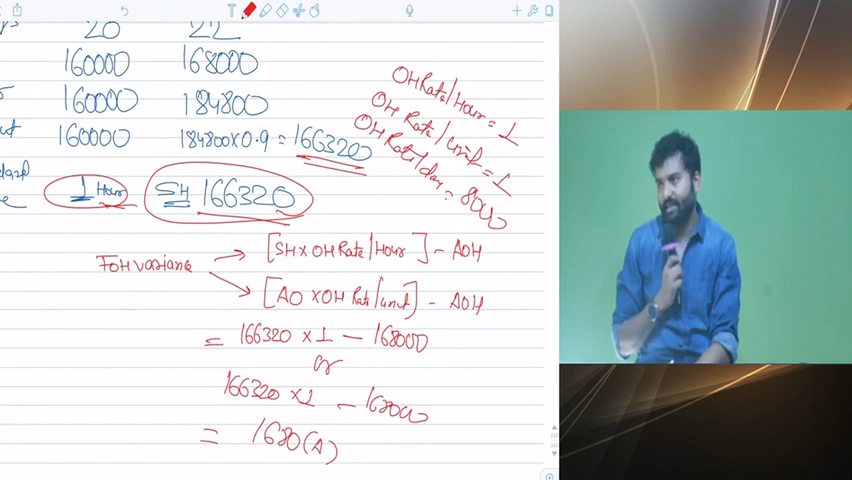 20 22
160000 168000
160000 184800
160000 184800×0.9 = 166320
1 Hour SH 166320
OH Rate/Hour = 1
OH Rate/unit = 1
OH Rate/day = 8000
FOH variance
[SH × OH Rate/Hour] - AOH
[AO × OH Rate/unit] - AOH
= 166320 × 1 - 168000
or
166320 × 1 - 168000
= 1680 (A)